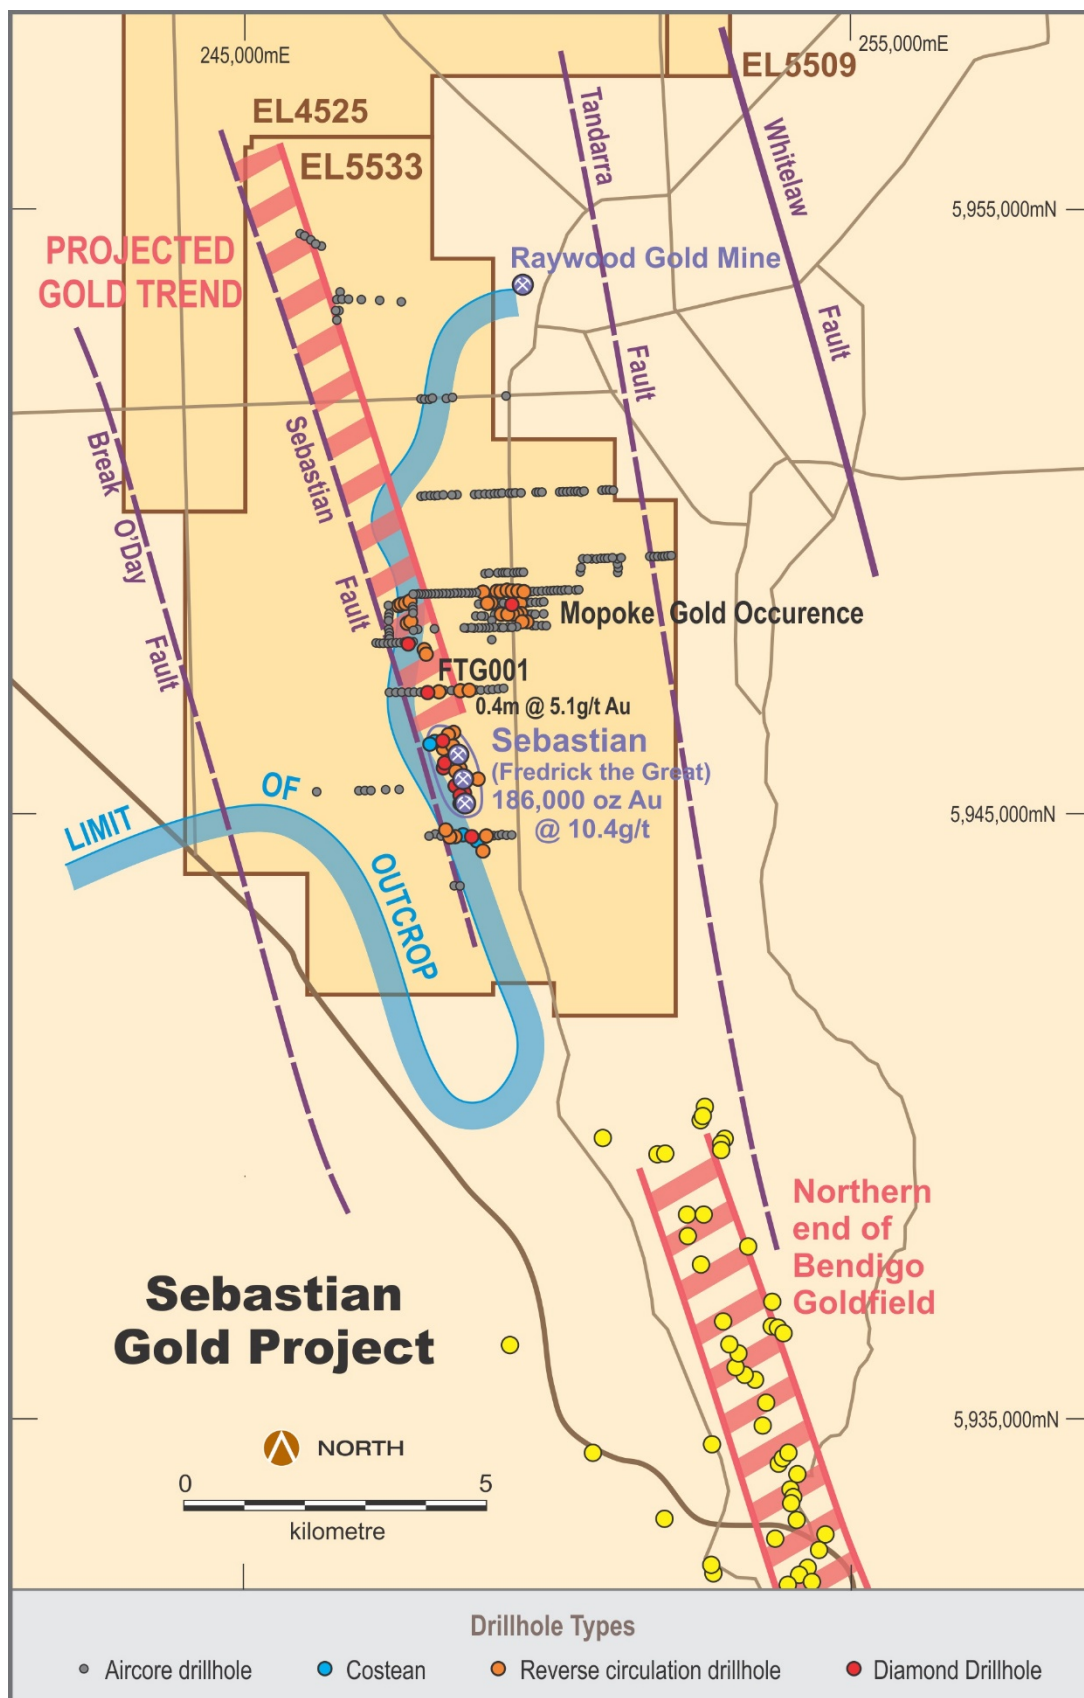 245,000mE
255,000mE
EL5509
EL4525
EL5533
Tandarra
Fault
Whitelaw
Fault
5,955,000mN
PROJECTED
GOLD TREND
Raywood Gold Mine
Break
O'Day
Fault
Sebastian
Fault
Mopoke Gold Occurence
FTG001
0.4m @ 5.1g/t Au
Sebastian
(Fredrick the Great)
186,000 oz Au
@ 10.4g/t
LIMIT
OF
OUTCROP
5,945,000mN
Northern
end of
Bendigo
Goldfield
Sebastian
Gold Project
5,935,000mN
NORTH
0 5
kilometre
Drillhole Types
Aircore drillhole
Costean
Reverse circulation drillhole
Diamond Drillhole